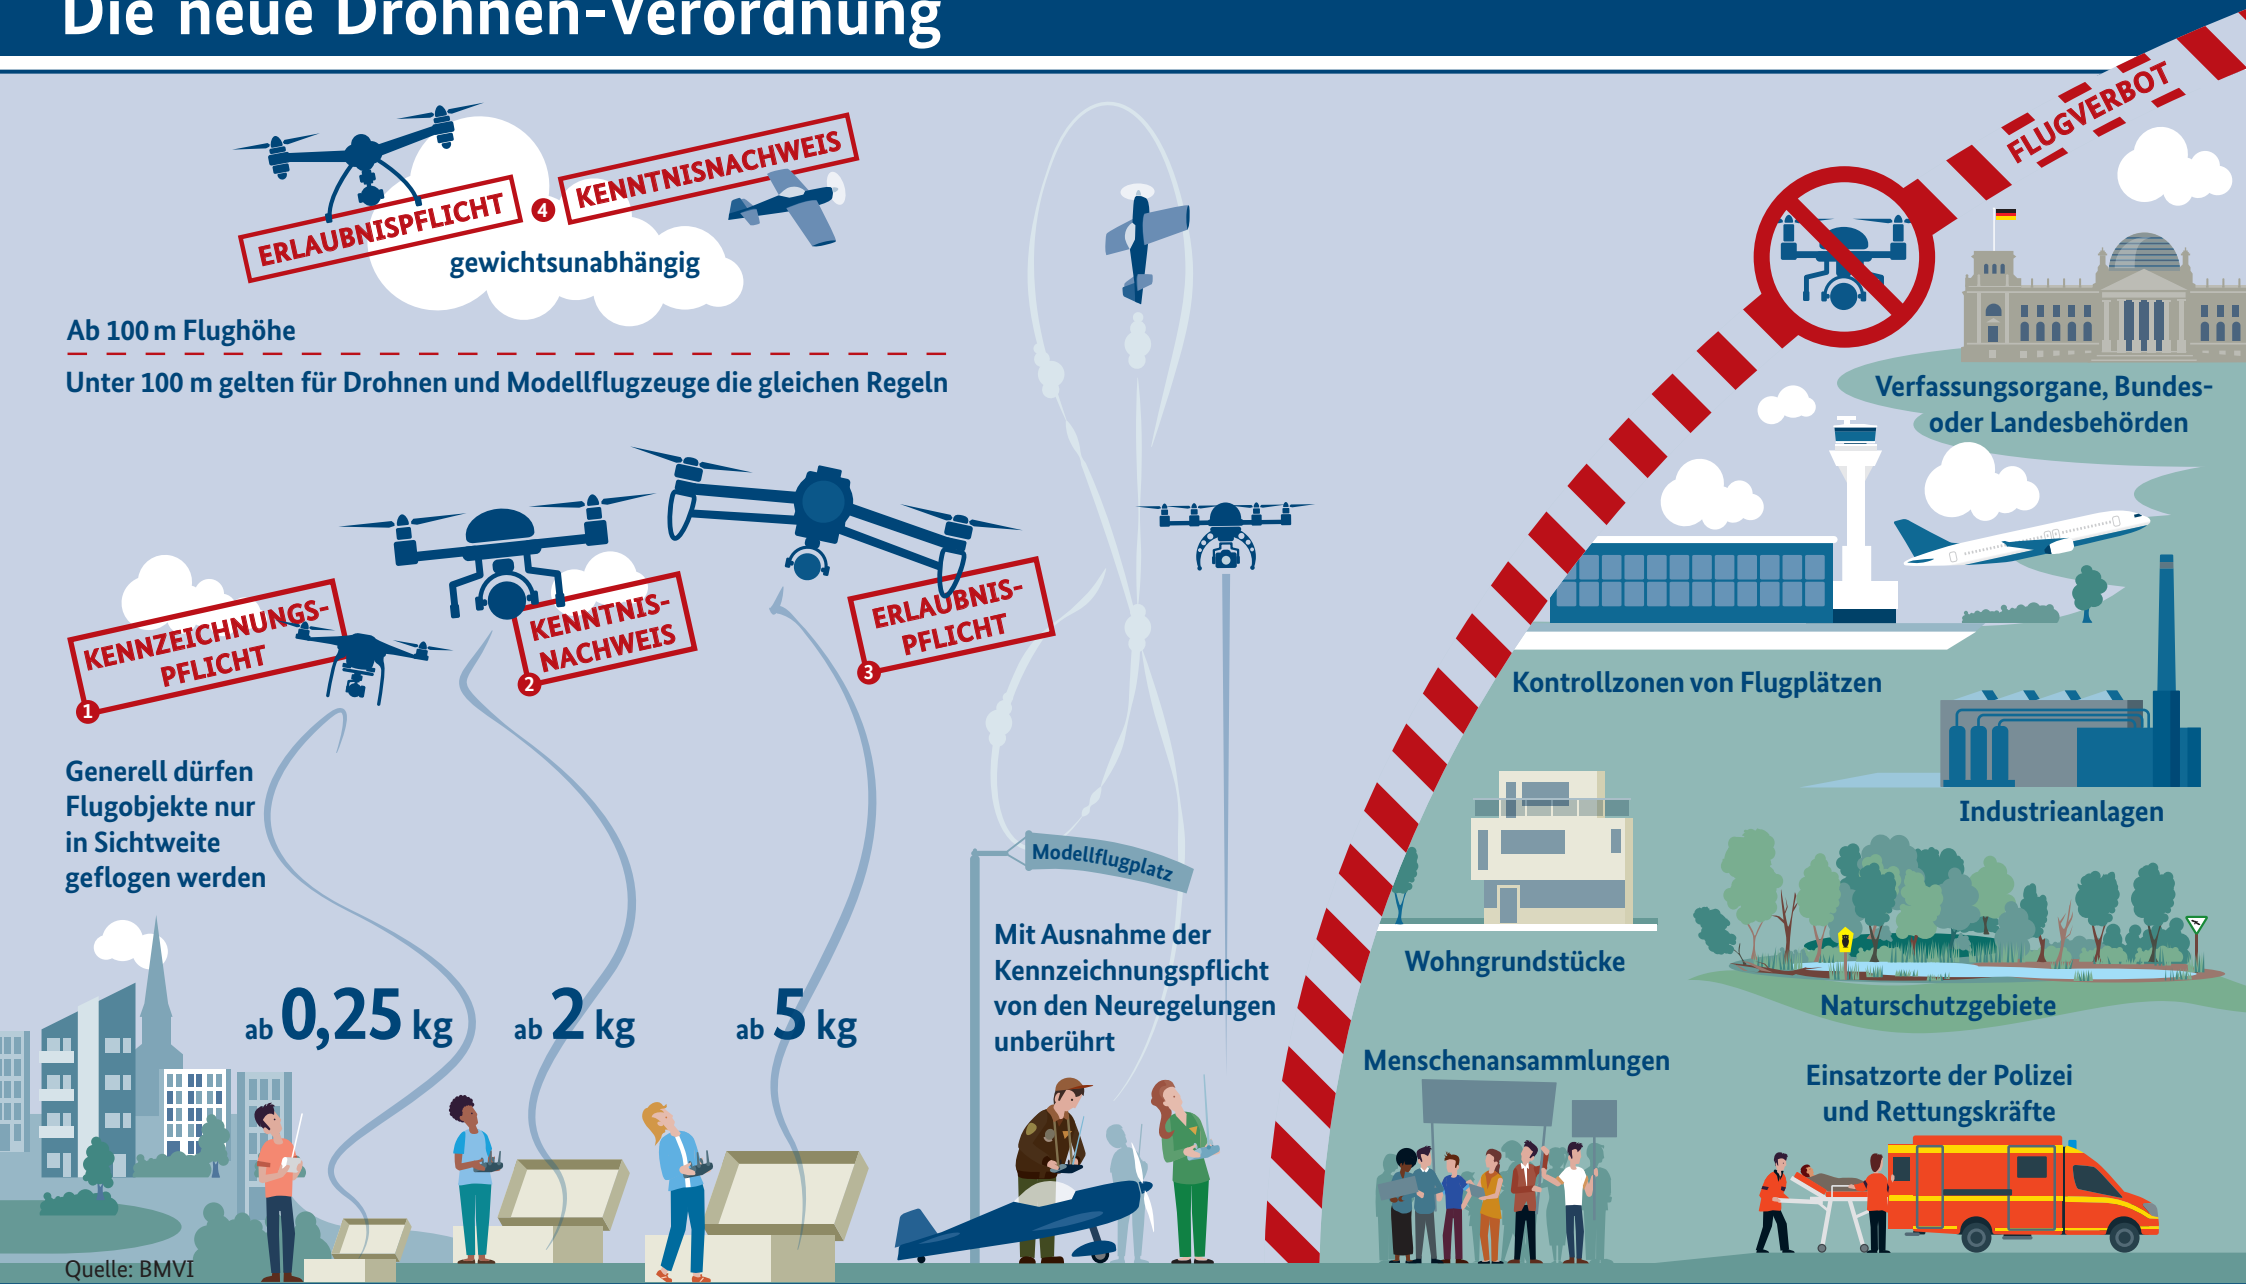 Die neue Drohnen-Verordnung
FLUGVERBOT
ERLAUBNISPFLICHT
4
KENNTNISNACHWEIS
gewichtsunabhängig
Ab 100 m Flughöhe
Unter 100 m gelten für Drohnen und Modellflugzeuge die gleichen Regeln
KENNZEICHNUNGS-
PFLICHT
1
KENNTNIS-
NACHWEIS
2
ERLAUBNIS-
PFLICHT
3
Generell dürfen
Flugobjekte nur
in Sichtweite
geflogen werden
ab 0,25 kg
ab 2 kg
ab 5 kg
Modellflugplatz
Mit Ausnahme der
Kennzeichnungspflicht
von den Neuregelungen
unberührt
Verfassungsorgane, Bundes-
oder Landesbehörden
Kontrollzonen von Flugplätzen
Industrieanlagen
Wohngrundstücke
Naturschutzgebiete
Menschenansammlungen
Einsatzorte der Polizei
und Rettungskräfte
Quelle: BMVI